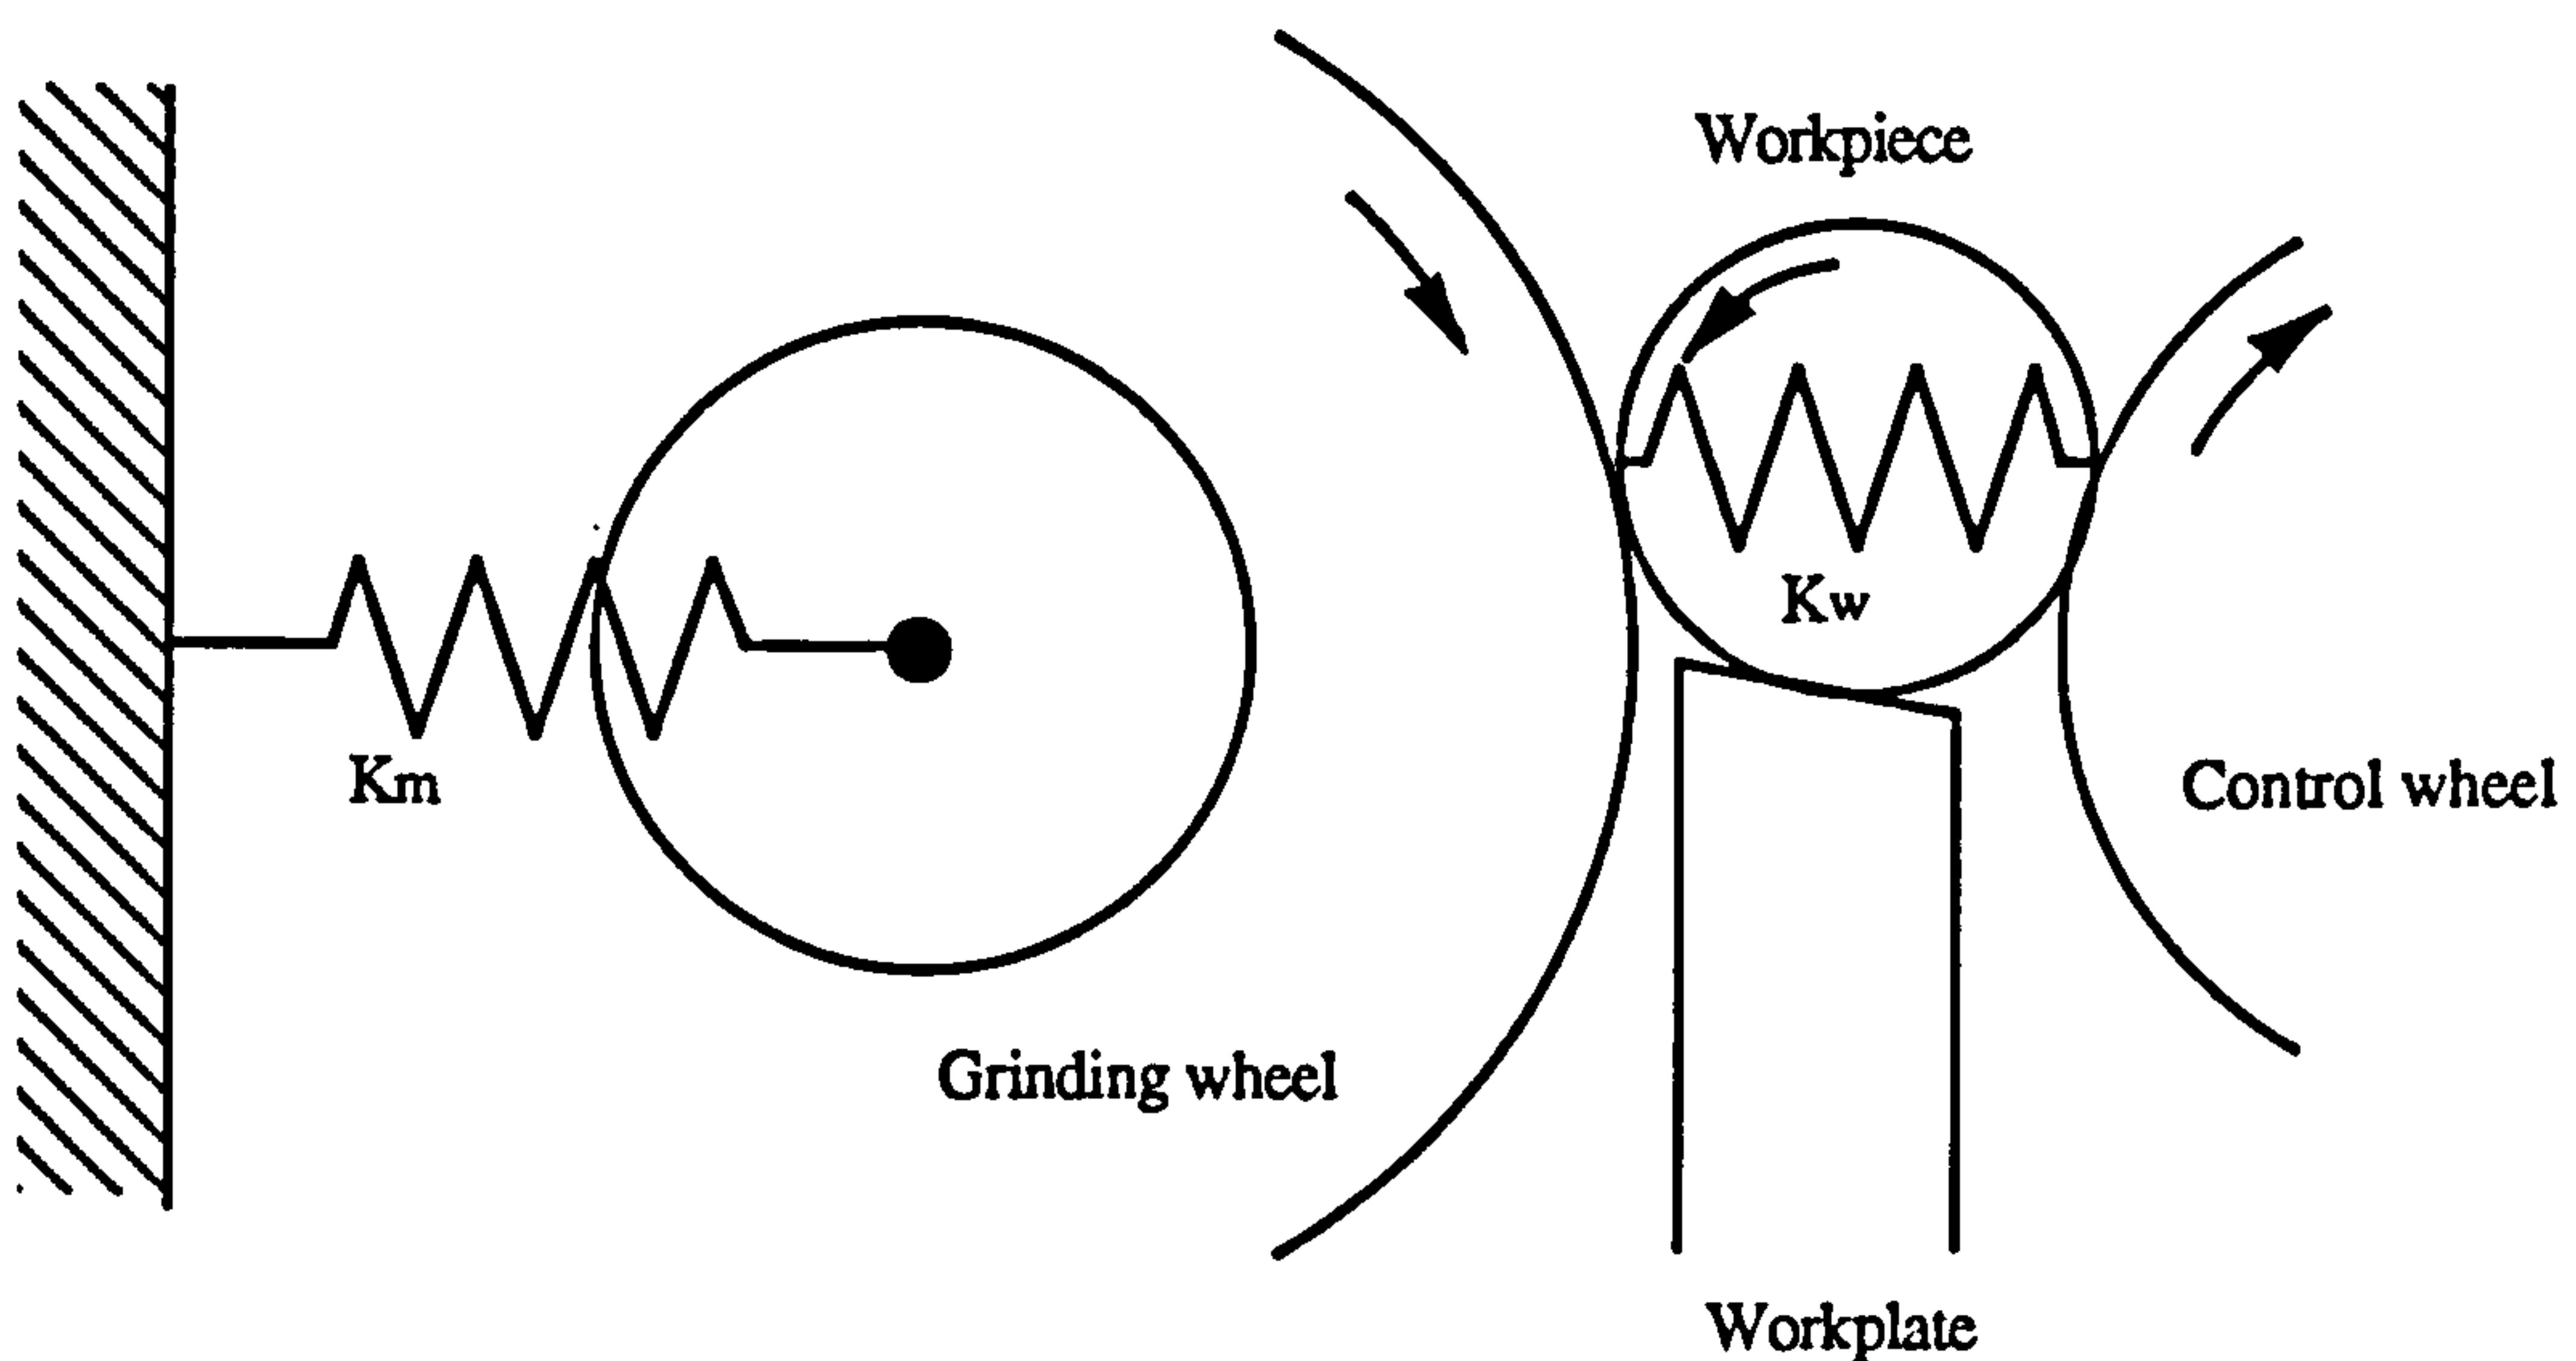 Workpiece
Kw
Km
Control wheel
Grinding wheel
Workplate